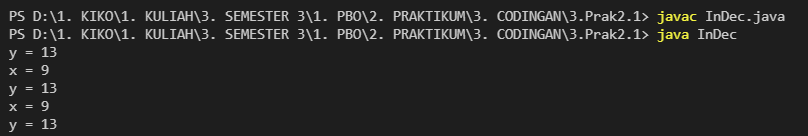 PS D:\1. KIKO\1. KULIAH\3. SEMESTER 3\1. PBO\2. PRAKTIKUM\3. CODINGAN\3.Prak2.1> javac InDec.java
PS D:\1. KIKO\1. KULIAH\3. SEMESTER 3\1. PBO\2. PRAKTIKUM\3. CODINGAN\3.Prak2.1> java InDec
y = 13
x = 9
y = 13
x = 9
y = 13